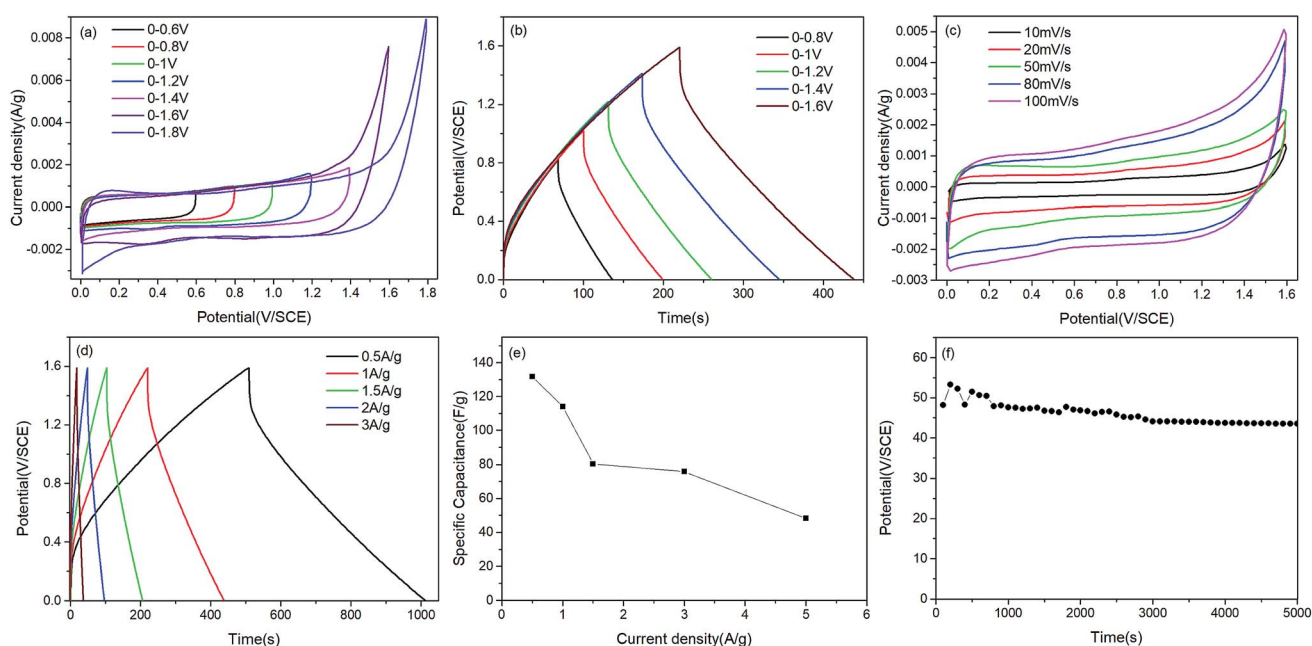 (a)
0-0.6V
0-0.8V
0-1V
0-1.2V
0-1.4V
0-1.6V
0-1.8V
0.008
0.006
0.004
0.002
0.000
-0.002
Current density(A/g)
0.0 0.2 0.4 0.6 0.8 1.0 1.2 1.4 1.6 1.8
Potential(V/SCE)
(b)
0-0.8V
0-1V
0-1.2V
0-1.4V
0-1.6V
1.6
1.2
0.8
0.4
0.0
Potential(V/SCE)
0 100 200 300 400
Time(s)
(c)
10mV/s
20mV/s
50mV/s
80mV/s
100mV/s
0.005
0.004
0.003
0.002
0.001
0.000
-0.001
-0.002
-0.003
Current density(A/g)
0.0 0.2 0.4 0.6 0.8 1.0 1.2 1.4 1.6
Potential(V/SCE)
(d)
0.5A/g
1A/g
1.5A/g
2A/g
3A/g
1.6
1.2
0.8
0.4
0.0
Potential(V/SCE)
0 200 400 600 800 1000
Time(s)
(e)
140
120
100
80
60
40
20
0
Specific Capacitance(F/g)
0 1 2 3 4 5 6
Current density(A/g)
(f)
60
50
40
30
20
10
0
Potential(V/SCE)
0 1000 2000 3000 4000 5000
Time(s)